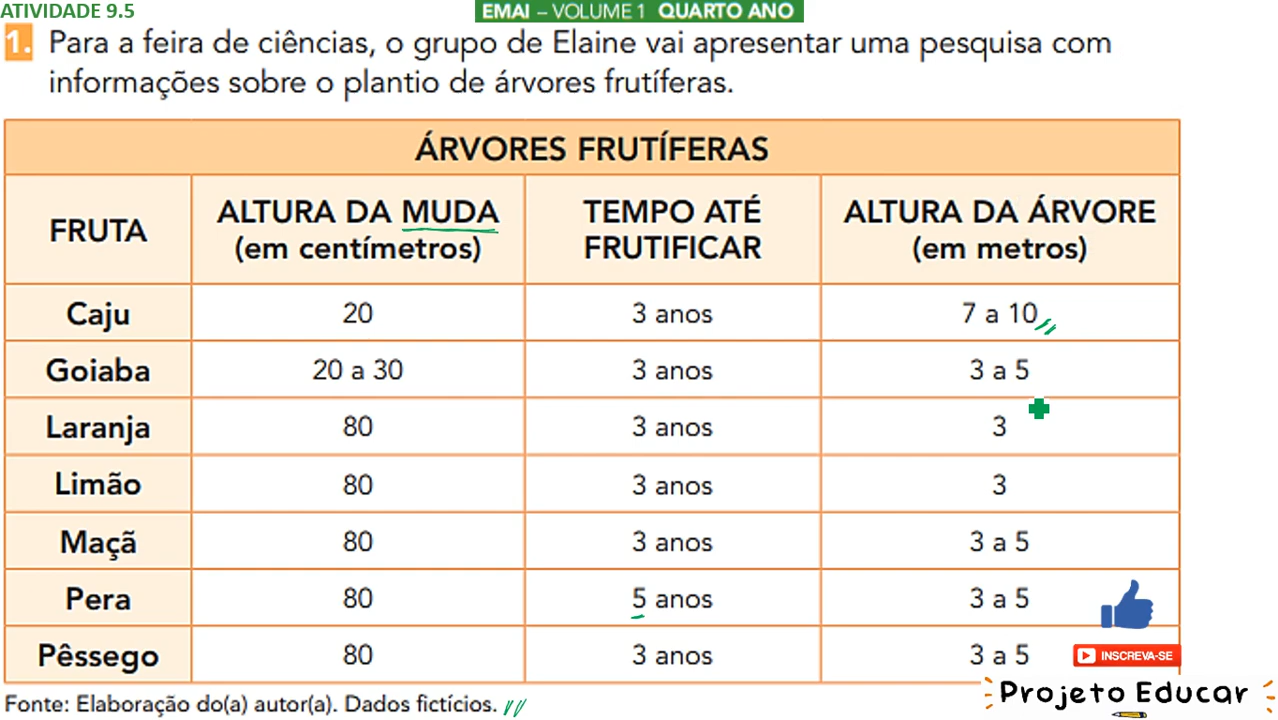 ATIVIDADE 9.5
EMAI – VOLUME 1 QUARTO ANO
1. Para a feira de ciências, o grupo de Elaine vai apresentar uma pesquisa com
informações sobre o plantio de árvores frutíferas.
ÁRVORES FRUTÍFERAS
FRUTA ALTURA DA MUDA (em centímetros) TEMPO ATÉ FRUTIFICAR ALTURA DA ÁRVORE (em metros)
Caju 20 3 anos 7 a 10
Goiaba 20 a 30 3 anos 3 a 5
Laranja 80 3 anos 3
Limão 80 3 anos 3
Maçã 80 3 anos 3 a 5
Pera 80 5 anos 3 a 5
Pêssego 80 3 anos 3 a 5
INSCREVA-SE
Fonte: Elaboração do(a) autor(a). Dados fictícios.
Projeto Educar